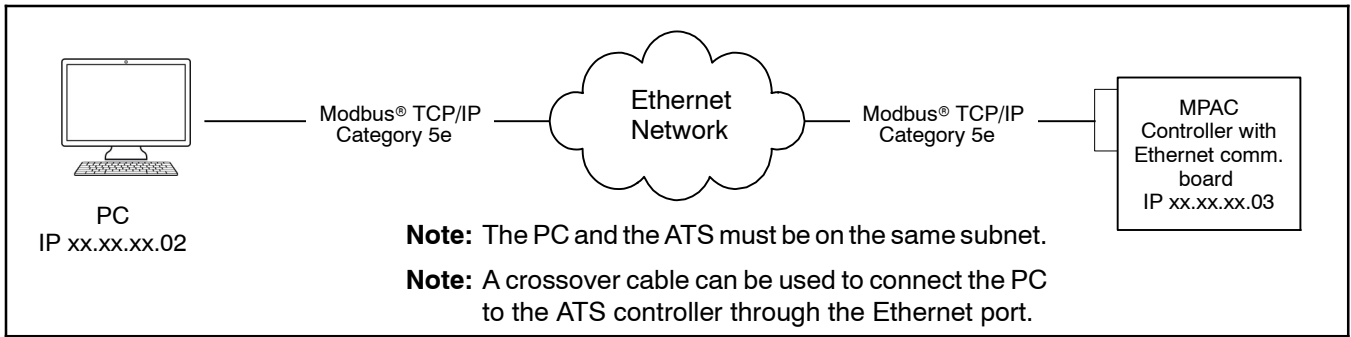 PC
IP xx.xx.xx.02
Modbus® TCP/IP
Category 5e
Ethernet
Network
Modbus® TCP/IP
Category 5e
MPAC
Controller with
Ethernet comm.
board
IP xx.xx.xx.03
Note: The PC and the ATS must be on the same subnet.
Note: A crossover cable can be used to connect the PC
to the ATS controller through the Ethernet port.